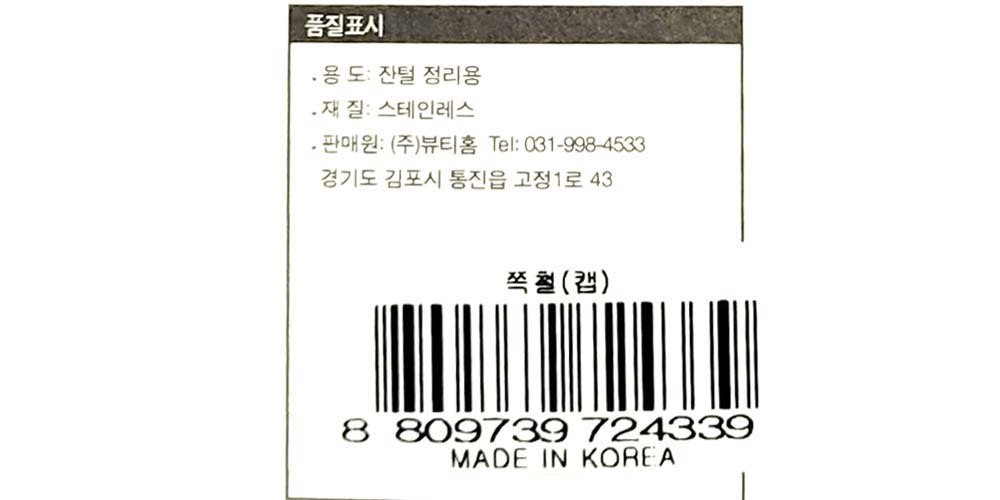 품질표시
. 용 도: 잔털 정리용
. 재 질: 스테인레스
. 판매원: (주)뷰티홈 Tel: 031-998-4533
경기도 김포시 통진읍 고정1로 43
쪽 철(캡)
8 809739 724339
MADE IN KOREA